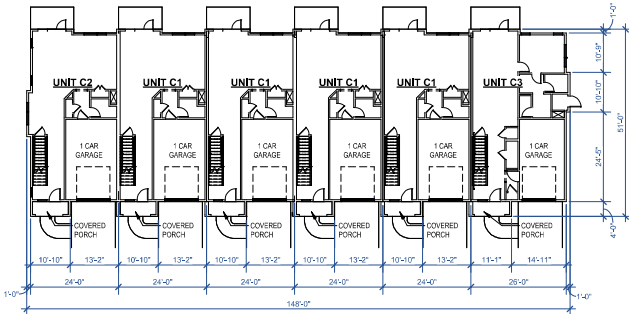 1'-0"
UNIT C2 UNIT C1 UNIT C1 UNIT C1 UNIT C1 UNIT C3
10'-9"
10'-10"
51'-0"
24'-5"
4'-0"
1 CAR GARAGE
1 CAR GARAGE
1 CAR GARAGE
1 CAR GARAGE
1 CAR GARAGE
1 CAR GARAGE
COVERED PORCH
COVERED PORCH
COVERED PORCH
COVERED PORCH
COVERED PORCH
COVERED PORCH
10'-10" 13'-2" 10'-10" 13'-2" 10'-10" 13'-2" 10'-10" 13'-2" 10'-10" 13'-2" 11'-1" 14'-11"
24'-0" 24'-0" 24'-0" 24'-0" 24'-0" 26'-0"
1'-0" 148'-0" 1'-0"